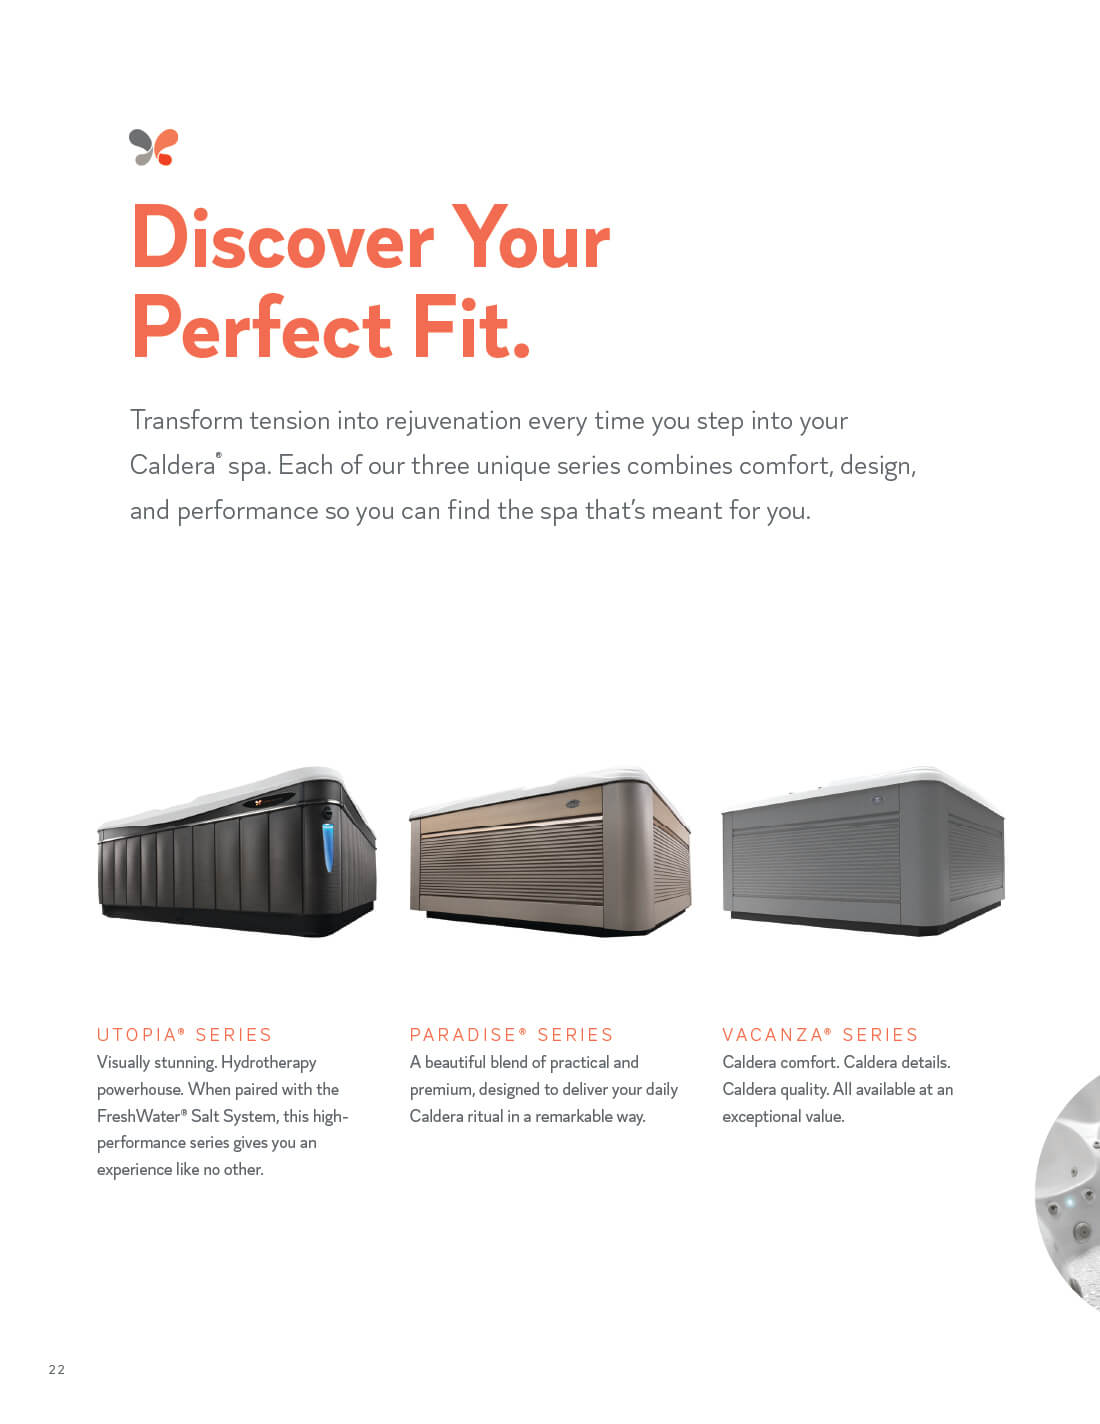 Discover Your
Perfect Fit.
Transform tension into rejuvenation every time you step into your
Caldera® spa. Each of our three unique series combines comfort, design,
and performance so you can find the spa that’s meant for you.
UTOPIA® SERIES
Visually stunning. Hydrotherapy
powerhouse. When paired with the
FreshWater® Salt System, this high-
performance series gives you an
experience like no other.
PARADISE® SERIES
A beautiful blend of practical and
premium, designed to deliver your daily
Caldera ritual in a remarkable way.
VACANZA® SERIES
Caldera comfort. Caldera details.
Caldera quality. All available at an
exceptional value.
22